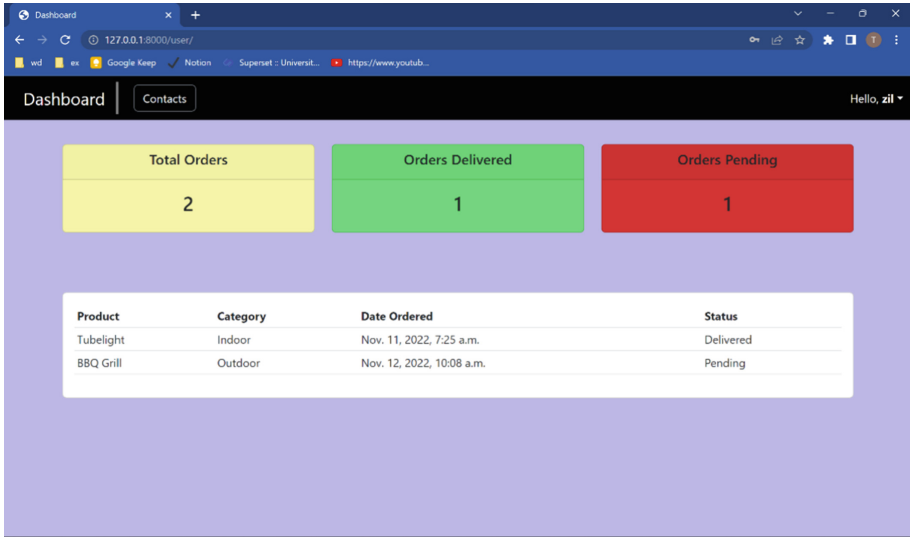 Dashboard
127.0.0.1:8000/user/
T
wd ex Google Keep Notion Superset :: Universit... https://www.youtub...
Dashboard Contacts Hello, zil
Total Orders Orders Delivered Orders Pending
2 1 1
Product Category Date Ordered Status
Tubelight Indoor Nov. 11, 2022, 7:25 a.m. Delivered
BBQ Grill Outdoor Nov. 12, 2022, 10:08 a.m. Pending